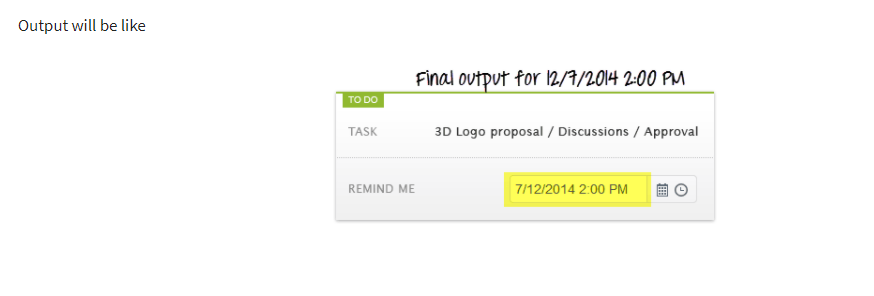 Output will be like
Final output for 12/7/2014 2:00 PM
TO DO
TASK 3D Logo proposal / Discussions / Approval
REMIND ME 7/12/2014 2:00 PM